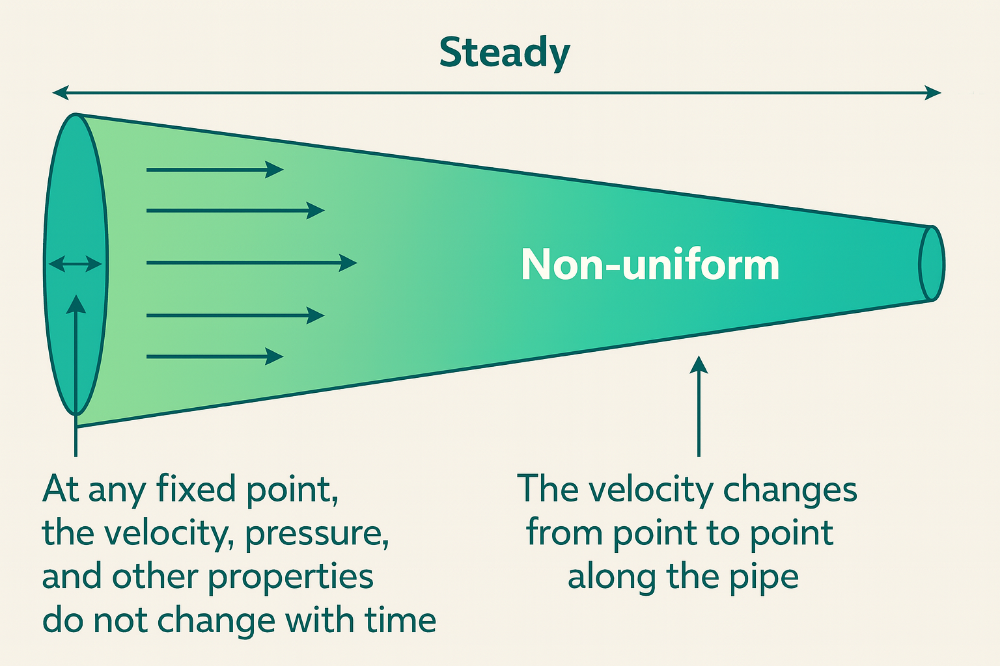 Steady
Non-uniform
At any fixed point,
the velocity, pressure,
and other properties
do not change with time
The velocity changes
from point to point
along the pipe